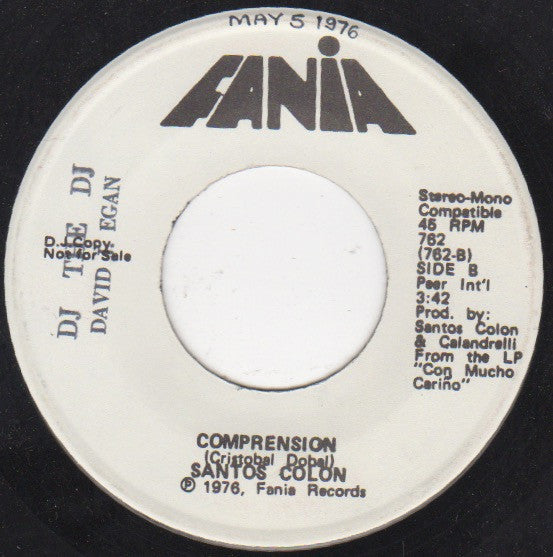 MAY 5 1976
FANIA
DJ THE DJ
DAVID EGAN
D.J. Copy
Not for Sale
Stereo-Mono
Compatible
45 RPM
762
(762-B)
SIDE B
Peer Int'l
3:42
Prod. by:
Santos Colon
& Calandrelli
From the LP
"Con Mucho
Cariño"
COMPRENSION
(Cristobal Dobal)
SANTOS COLON
℗ 1976, Fania Records